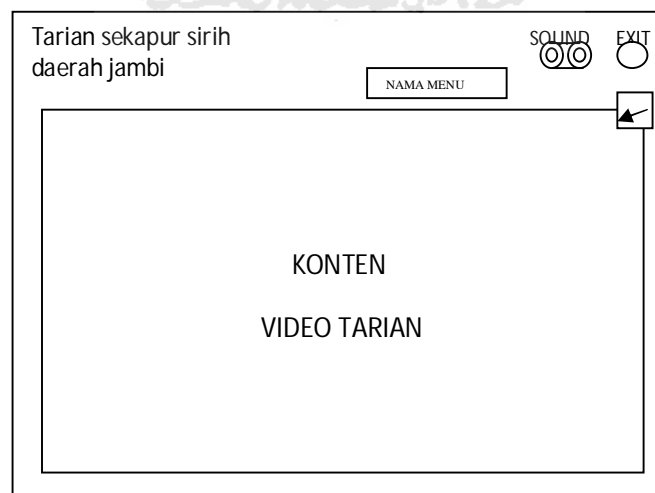 Tarian sekapur sirih
daerah jambi
SOUND
EXIT
NAMA MENU
KONTEN
VIDEO TARIAN